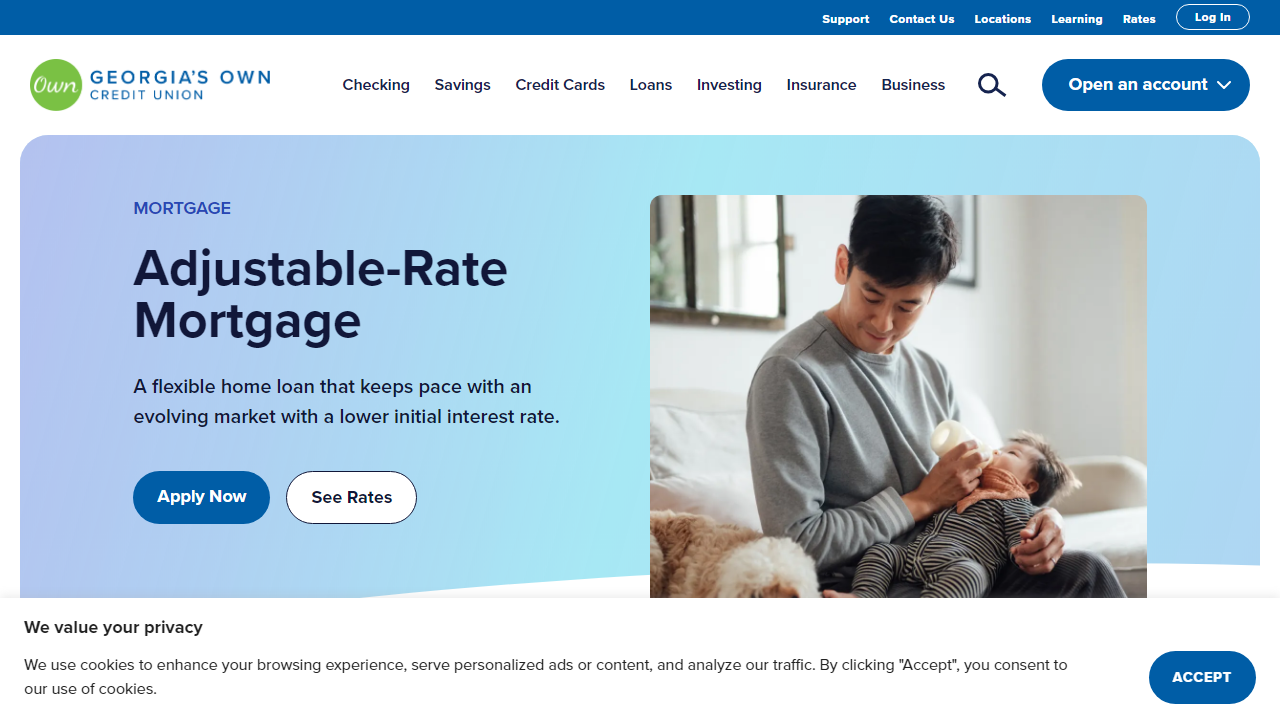 Support Contact Us Locations Learning Rates Log In
Own GEORGIA'S OWN
CREDIT UNION
Checking Savings Credit Cards Loans Investing Insurance Business Open an account
MORTGAGE
Adjustable-Rate
Mortgage
A flexible home loan that keeps pace with an
evolving market with a lower initial interest rate.
Apply Now See Rates
We value your privacy
We use cookies to enhance your browsing experience, serve personalized ads or content, and analyze our traffic. By clicking "Accept", you consent to
our use of cookies.
ACCEPT